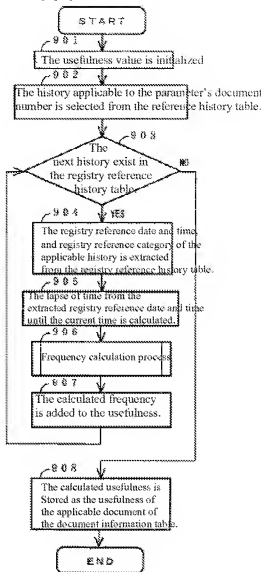 START
901
The usefulness value is initialized
902
The history applicable to the parameter's document
number is selected from the reference history table.
903
The
next history exist in
the registry reference
history table.
NO
904
YES
The registry reference date and time,
and registry reference category of the
applicable history is extracted
from the registry reference history table.
905
The lapse of time from the
extracted registry reference date and time
until the current time is calculated.
906
Frequency calculation process
907
The calculated frequency
is added to the usefulness.
908
The calculated usefulness is
Stored as the usefulness of
the applicable document of
the document information table.
END